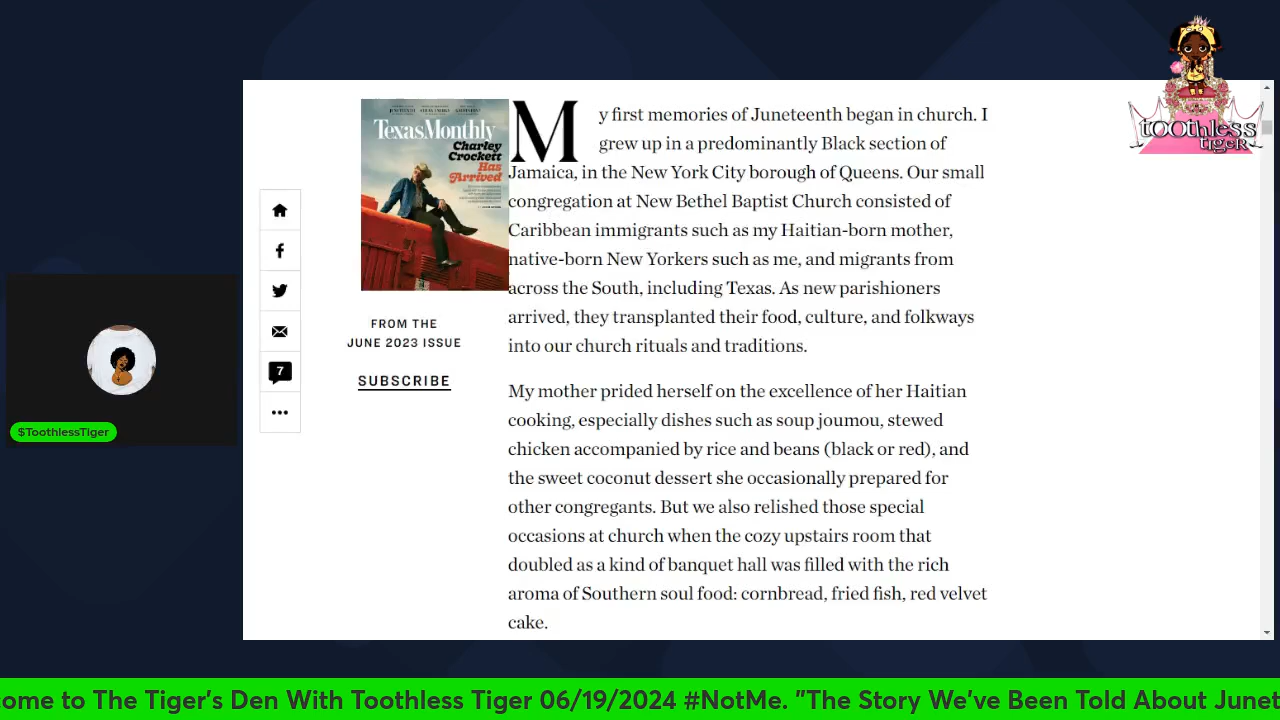 toothless
tiger
TexasMonthly
Charley
Crockett
Has
Arrived
My first memories of Juneteenth began in church. I
grew up in a predominantly Black section of
Jamaica, in the New York City borough of Queens. Our small
congregation at New Bethel Baptist Church consisted of
Caribbean immigrants such as my Haitian-born mother,
native-born New Yorkers such as me, and migrants from
across the South, including Texas. As new parishioners
arrived, they transplanted their food, culture, and folkways
into our church rituals and traditions.
FROM THE
JUNE 2023 ISSUE
SUBSCRIBE
7
My mother prided herself on the excellence of her Haitian
cooking, especially dishes such as soup joumou, stewed
chicken accompanied by rice and beans (black or red), and
the sweet coconut dessert she occasionally prepared for
other congregants. But we also relished those special
occasions at church when the cozy upstairs room that
doubled as a kind of banquet hall was filled with the rich
aroma of Southern soul food: cornbread, fried fish, red velvet
cake.
$ToothlessTiger
come to The Tiger's Den With Toothless Tiger 06/19/2024 #NotMe. "The Story We've Been Told About Junet